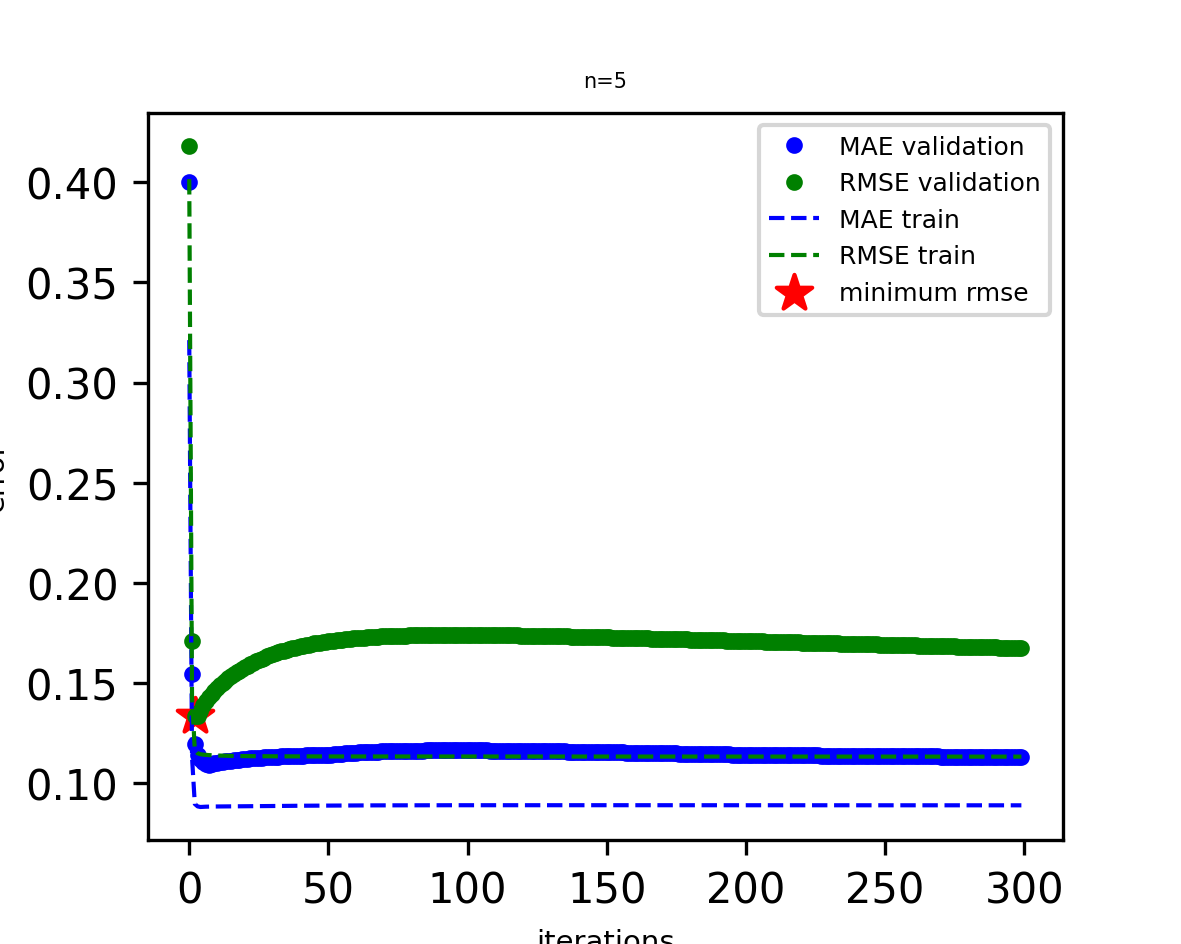 n=5
0.40
0.35
0.30
0.25
0.20
0.15
0.10
MAE validation
RMSE validation
MAE train
RMSE train
minimum rmse
0 50 100 150 200 250 300
iterations